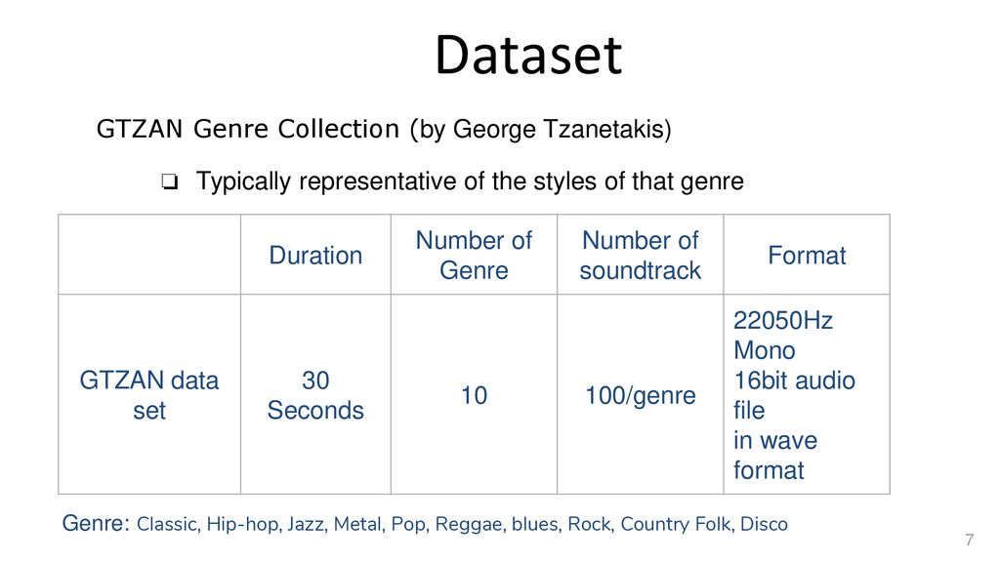 Dataset
GTZAN Genre Collection (by George Tzanetakis)
❏ Typically representative of the styles of that genre
Duration
Number of
Genre
Number of
soundtrack
Format
GTZAN data
set
30
Seconds
10
100/genre
22050Hz
Mono
16bit audio
file
in wave
format
Genre: Classic, Hip-hop, Jazz, Metal, Pop, Reggae, blues, Rock, Country Folk, Disco
7